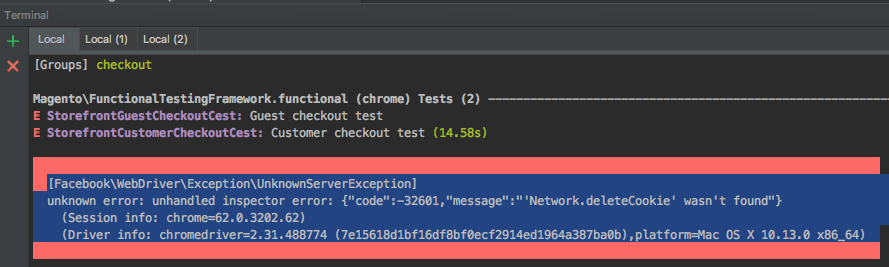 Terminal
Local
Local (1)
Local (2)
[Groups] checkout
Magento\FunctionalTestingFramework.functional (chrome) Tests (2)
E StorefrontGuestCheckoutCest: Guest checkout test
E StorefrontCustomerCheckoutCest: Customer checkout test (14.58s)
[Facebook\WebDriver\Exception\UnknownServerException]
unknown error: unhandled inspector error: {"code":-32601,"message":"'Network.deleteCookie' wasn't found"}
(Session info: chrome=62.0.3202.62)
(Driver info: chromedriver=2.31.488774 (7e15618d1bf16df8bf0ecf2914ed1964a387ba0b),platform=Mac OS X 10.13.0 x86_64)